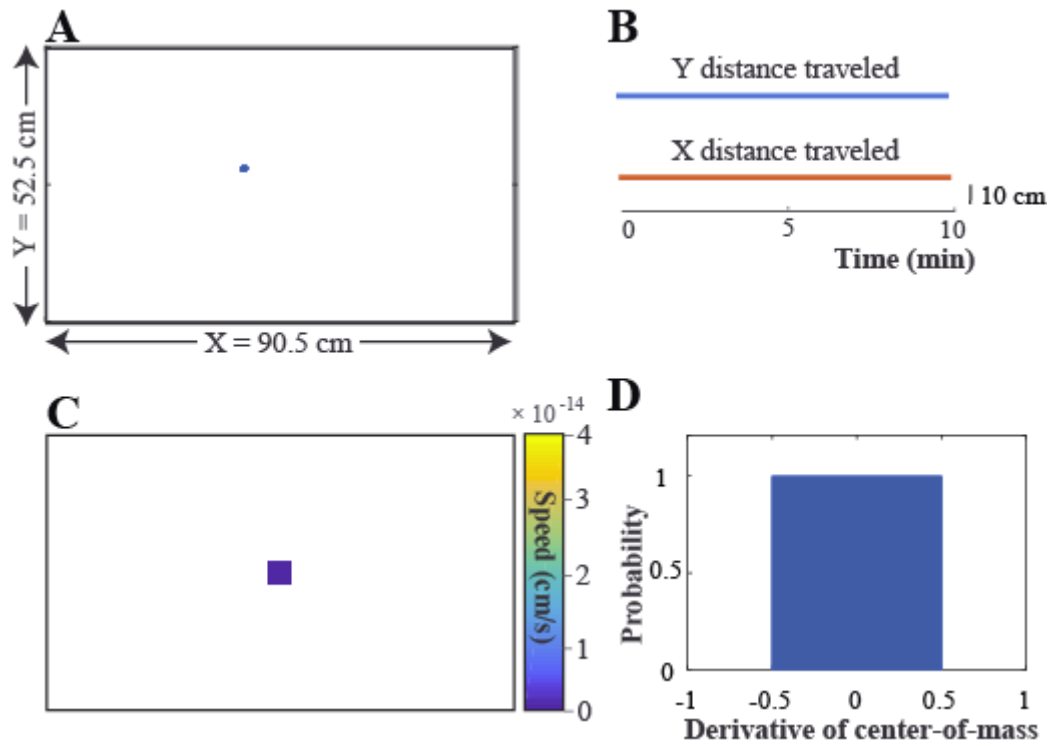 A
Y = 52.5 cm
X = 90.5 cm
B
Y distance traveled
X distance traveled
10 cm
0 5 10
Time (min)
C
× 10⁻¹⁴
4
3
2
1
0
Speed (cm/s)
D
Probability
1
0.5
0
-1 -0.5 0 0.5 1
Derivative of center-of-mass